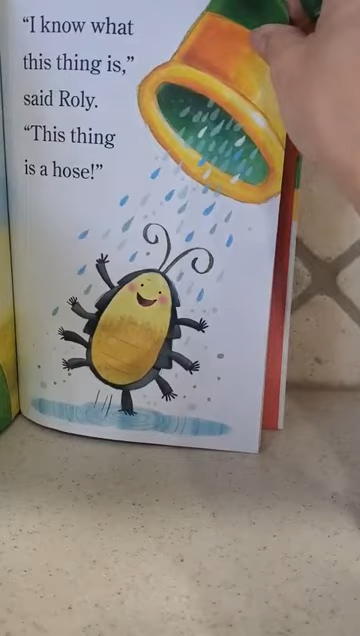 “I know what
this thing is,”
said Roly.
“This thing
is a hose!”